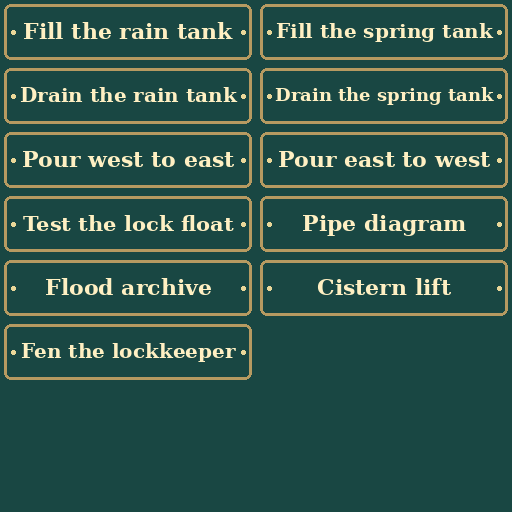 Fill the rain tank
Fill the spring tank
Drain the rain tank
Drain the spring tank
Pour west to east
Pour east to west
Test the lock float
Pipe diagram
Flood archive
Cistern lift
Fen the lockkeeper